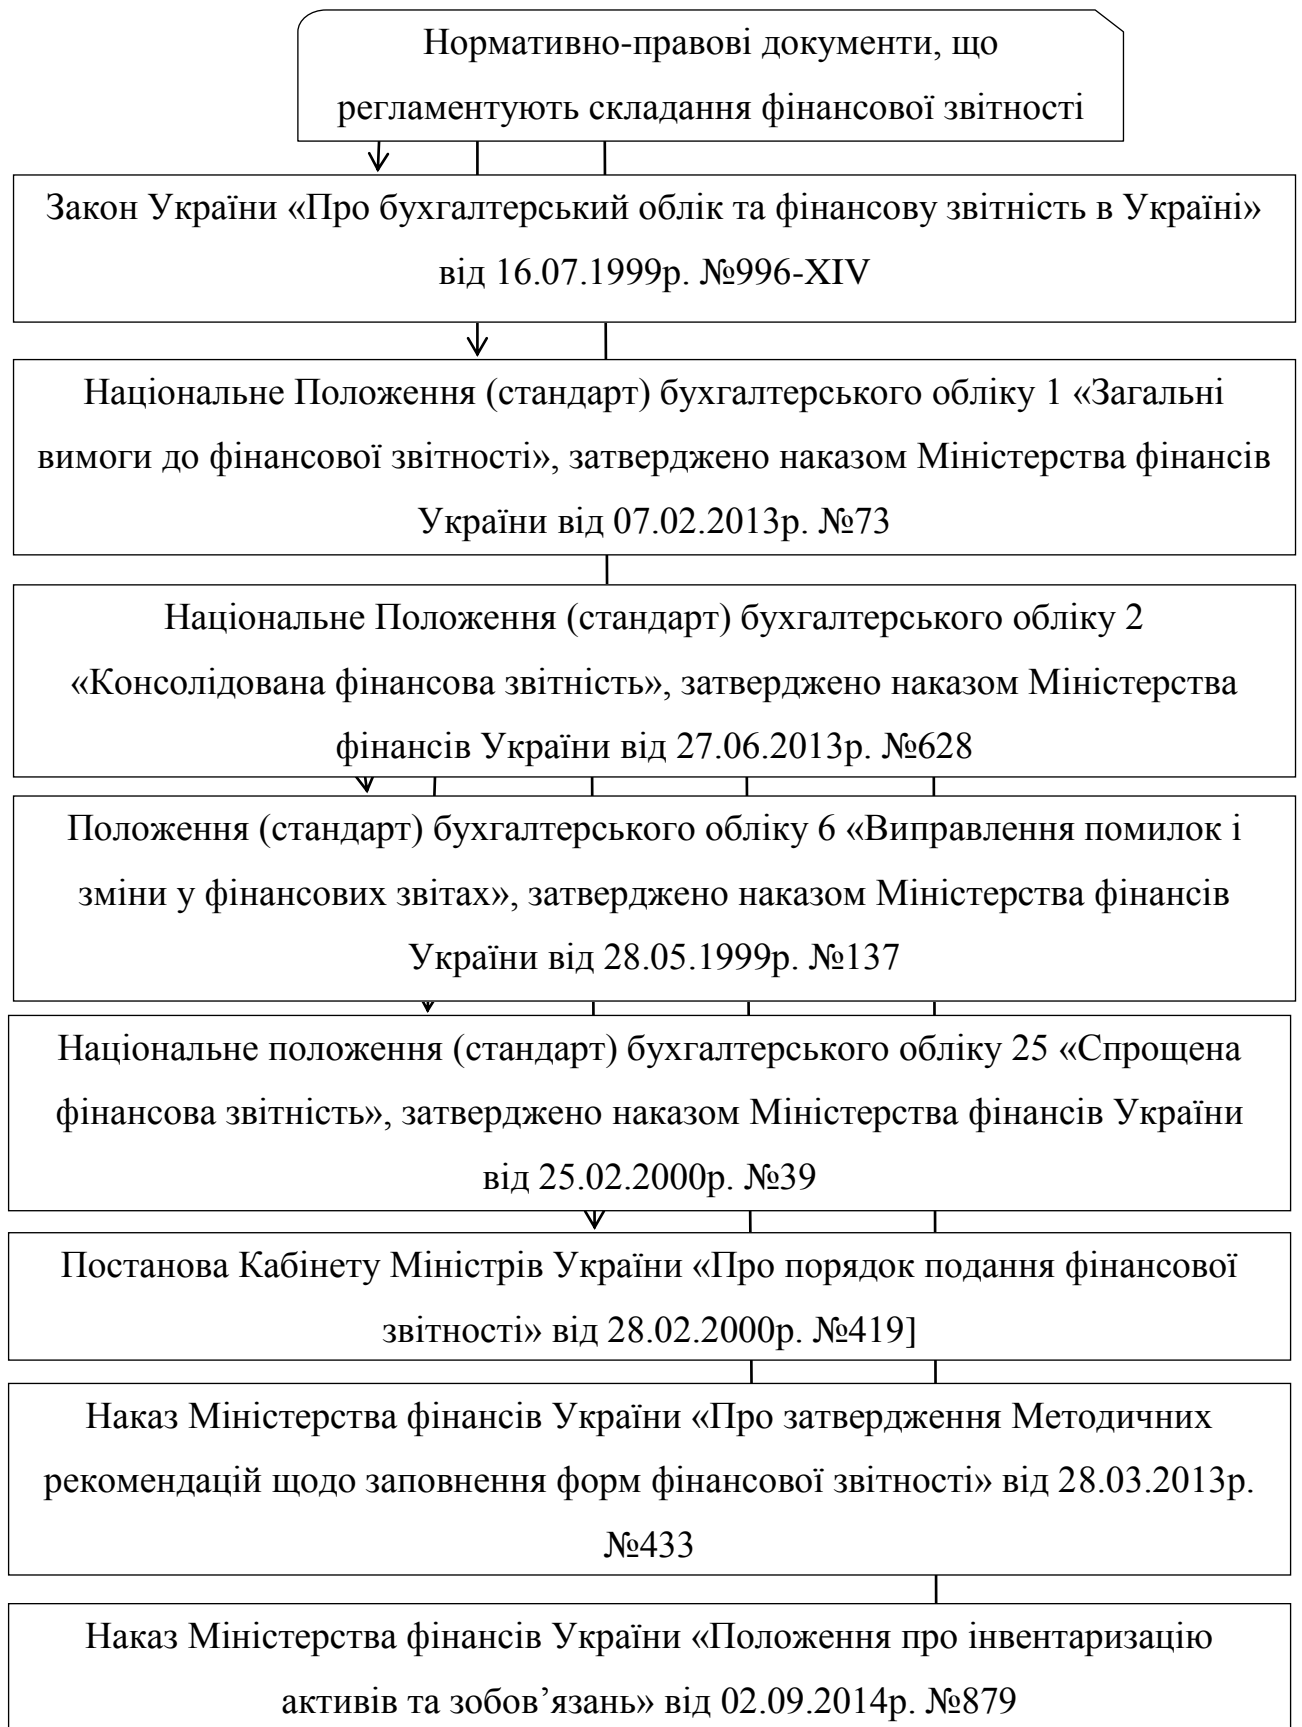 Нормативно-правові документи, що
регламентують складання фінансової звітності
Закон України «Про бухгалтерський облік та фінансову звітність в Україні»
від 16.07.1999р. №996-XIV
Національне Положення (стандарт) бухгалтерського обліку 1 «Загальні
вимоги до фінансової звітності», затверджено наказом Міністерства фінансів
України від 07.02.2013р. №73
Національне Положення (стандарт) бухгалтерського обліку 2
«Консолідована фінансова звітність», затверджено наказом Міністерства
фінансів України від 27.06.2013р. №628
Положення (стандарт) бухгалтерського обліку 6 «Виправлення помилок і
зміни у фінансових звітах», затверджено наказом Міністерства фінансів
України від 28.05.1999р. №137
Національне положення (стандарт) бухгалтерського обліку 25 «Спрощена
фінансова звітність», затверджено наказом Міністерства фінансів України
від 25.02.2000р. №39
Постанова Кабінету Міністрів України «Про порядок подання фінансової
звітності» від 28.02.2000р. №419]
Наказ Міністерства фінансів України «Про затвердження Методичних
рекомендацій щодо заповнення форм фінансової звітності» від 28.03.2013р.
№433
Наказ Міністерства фінансів України «Положення про інвентаризацію
активів та зобов’язань» від 02.09.2014р. №879